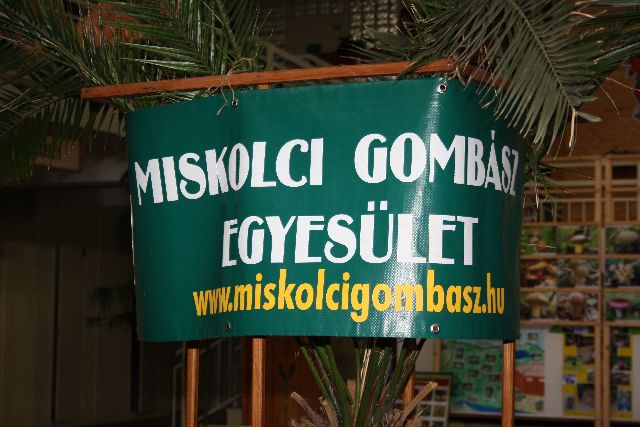 MISKOLCI GOMBÁSZ
EGYESÜLET
www.miskolcigombasz.hu